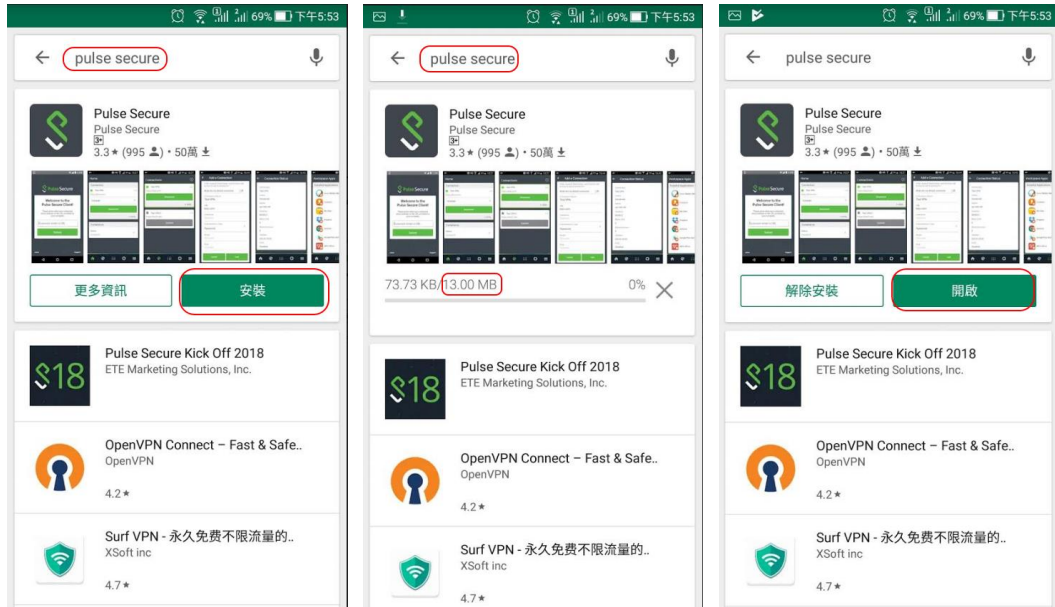 69% 下午5:53
pulse secure
Pulse Secure
Pulse Secure
3+
3.3★ (995 ) • 50萬
更多資訊
安裝
Pulse Secure Kick Off 2018
ETE Marketing Solutions, Inc.
OpenVPN Connect – Fast & Safe..
OpenVPN
4.2★
Surf VPN - 永久免费不限流量的..
XSoft inc
4.7★
69% 下午5:53
pulse secure
Pulse Secure
Pulse Secure
3+
3.3★ (995 ) • 50萬
73.73 KB/13.00 MB
0%
Pulse Secure Kick Off 2018
ETE Marketing Solutions, Inc.
OpenVPN Connect – Fast & Safe..
OpenVPN
4.2★
Surf VPN - 永久免费不限流量的..
XSoft inc
4.7★
69% 下午5:53
pulse secure
Pulse Secure
Pulse Secure
3+
3.3★ (995 ) • 50萬
解除安裝
開啟
Pulse Secure Kick Off 2018
ETE Marketing Solutions, Inc.
OpenVPN Connect – Fast & Safe..
OpenVPN
4.2★
Surf VPN - 永久免费不限流量的..
XSoft inc
4.7★